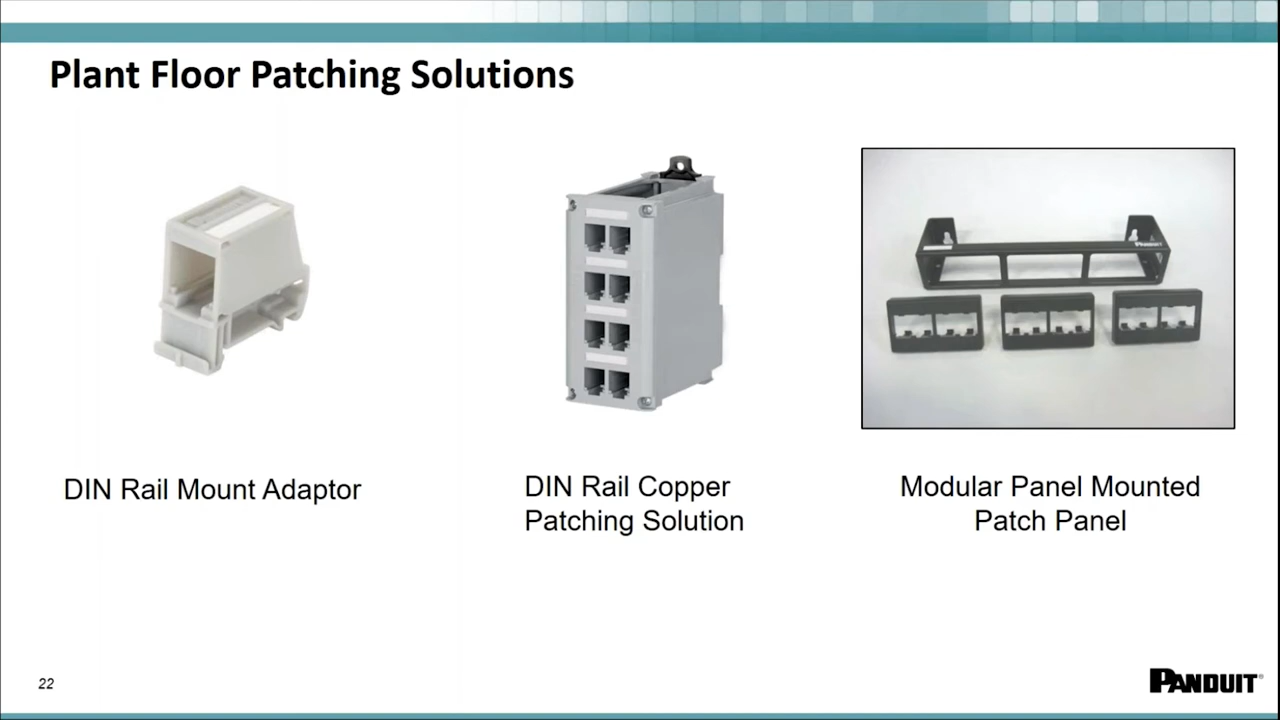 Plant Floor Patching Solutions
PANDUIT
DIN Rail Mount Adaptor
DIN Rail Copper
Patching Solution
Modular Panel Mounted
Patch Panel
22
PANDUIT